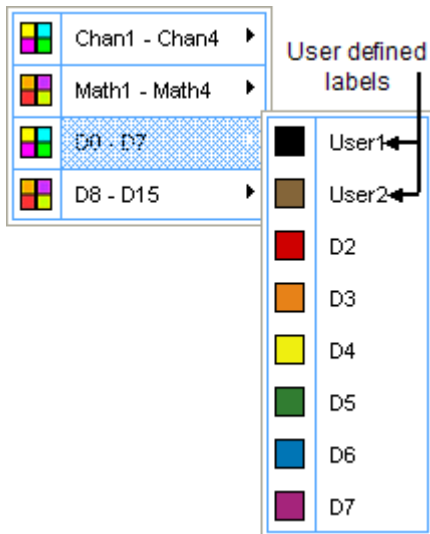 Chan1 - Chan4
Math1 - Math4
D0 - D7
D8 - D15
User defined
labels
User1
User2
D2
D3
D4
D5
D6
D7